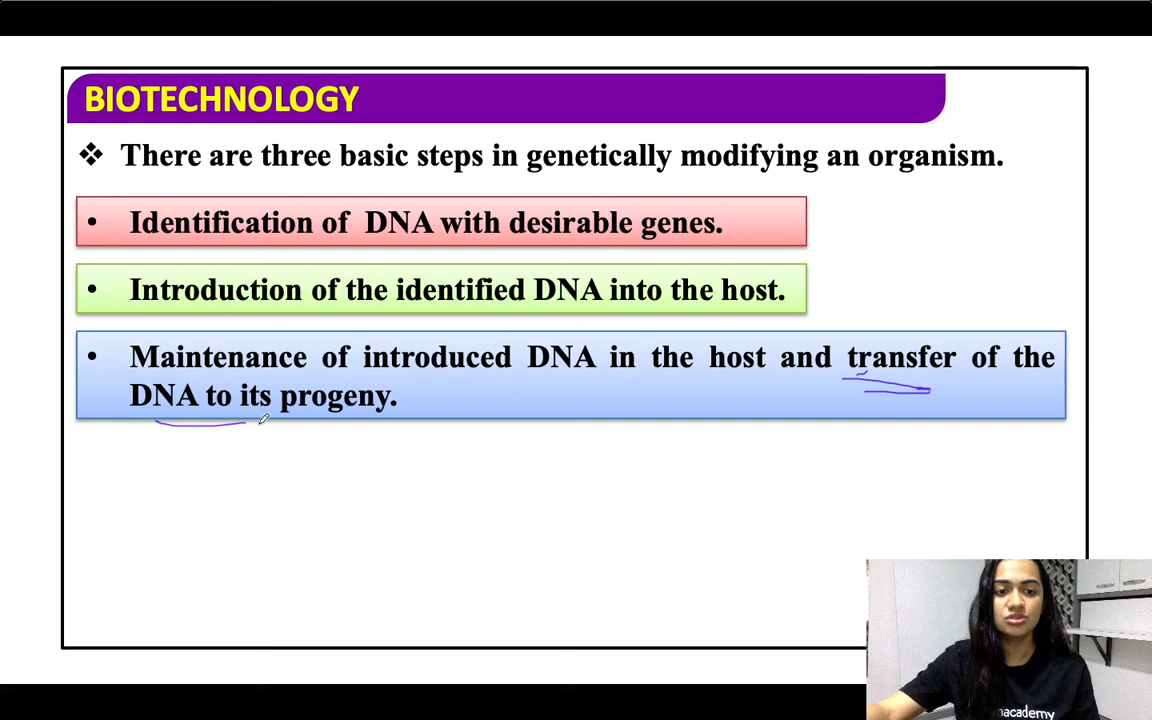 BIOTECHNOLOGY
❖ There are three basic steps in genetically modifying an organism.
• Identification of DNA with desirable genes.
• Introduction of the identified DNA into the host.
• Maintenance of introduced DNA in the host and transfer of the
DNA to its progeny.
nacademy